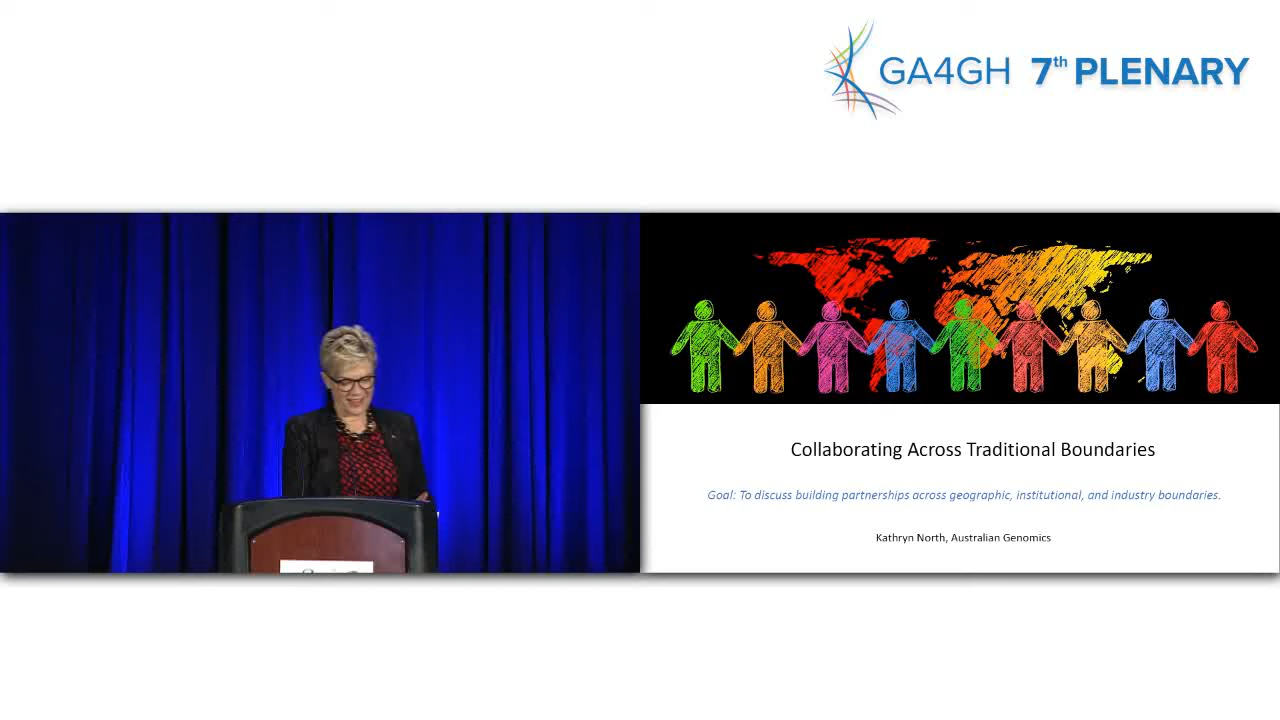 GA4GH 7th PLENARY
Collaborating Across Traditional Boundaries
Goal: To discuss building partnerships across geographic, institutional, and industry boundaries.
Kathryn North, Australian Genomics